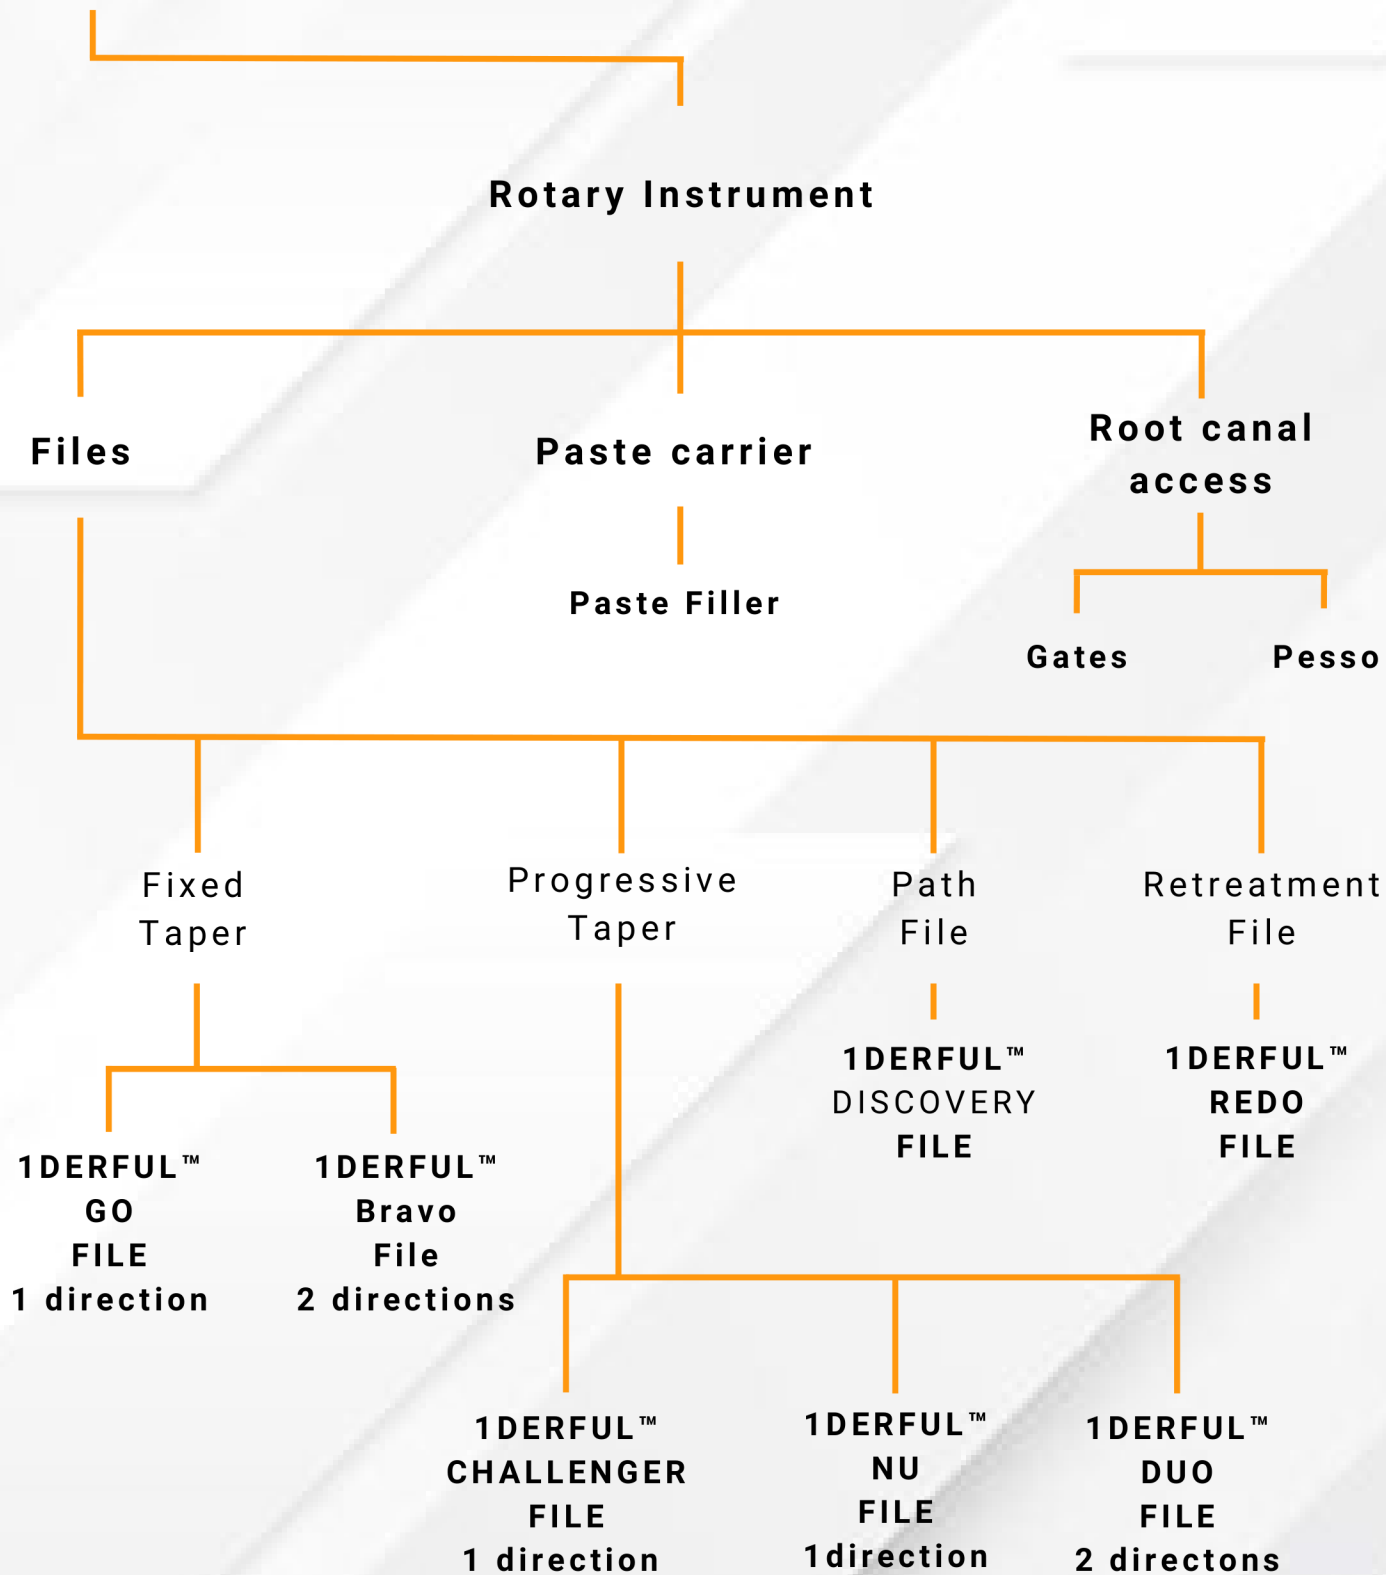 Rotary Instrument
Files
Paste carrier
Root canal
access
Paste Filler
Gates
Pesso
Fixed
Taper
Progressive
Taper
Path
File
Retreatment
File
1DERFUL™
DISCOVERY
FILE
1DERFUL™
REDO
FILE
1DERFUL™
GO
FILE
1 direction
1DERFUL™
Bravo
File
2 directions
1DERFUL™
CHALLENGER
FILE
1 direction
1DERFUL™
NU
FILE
1direction
1DERFUL™
DUO
FILE
2 directons